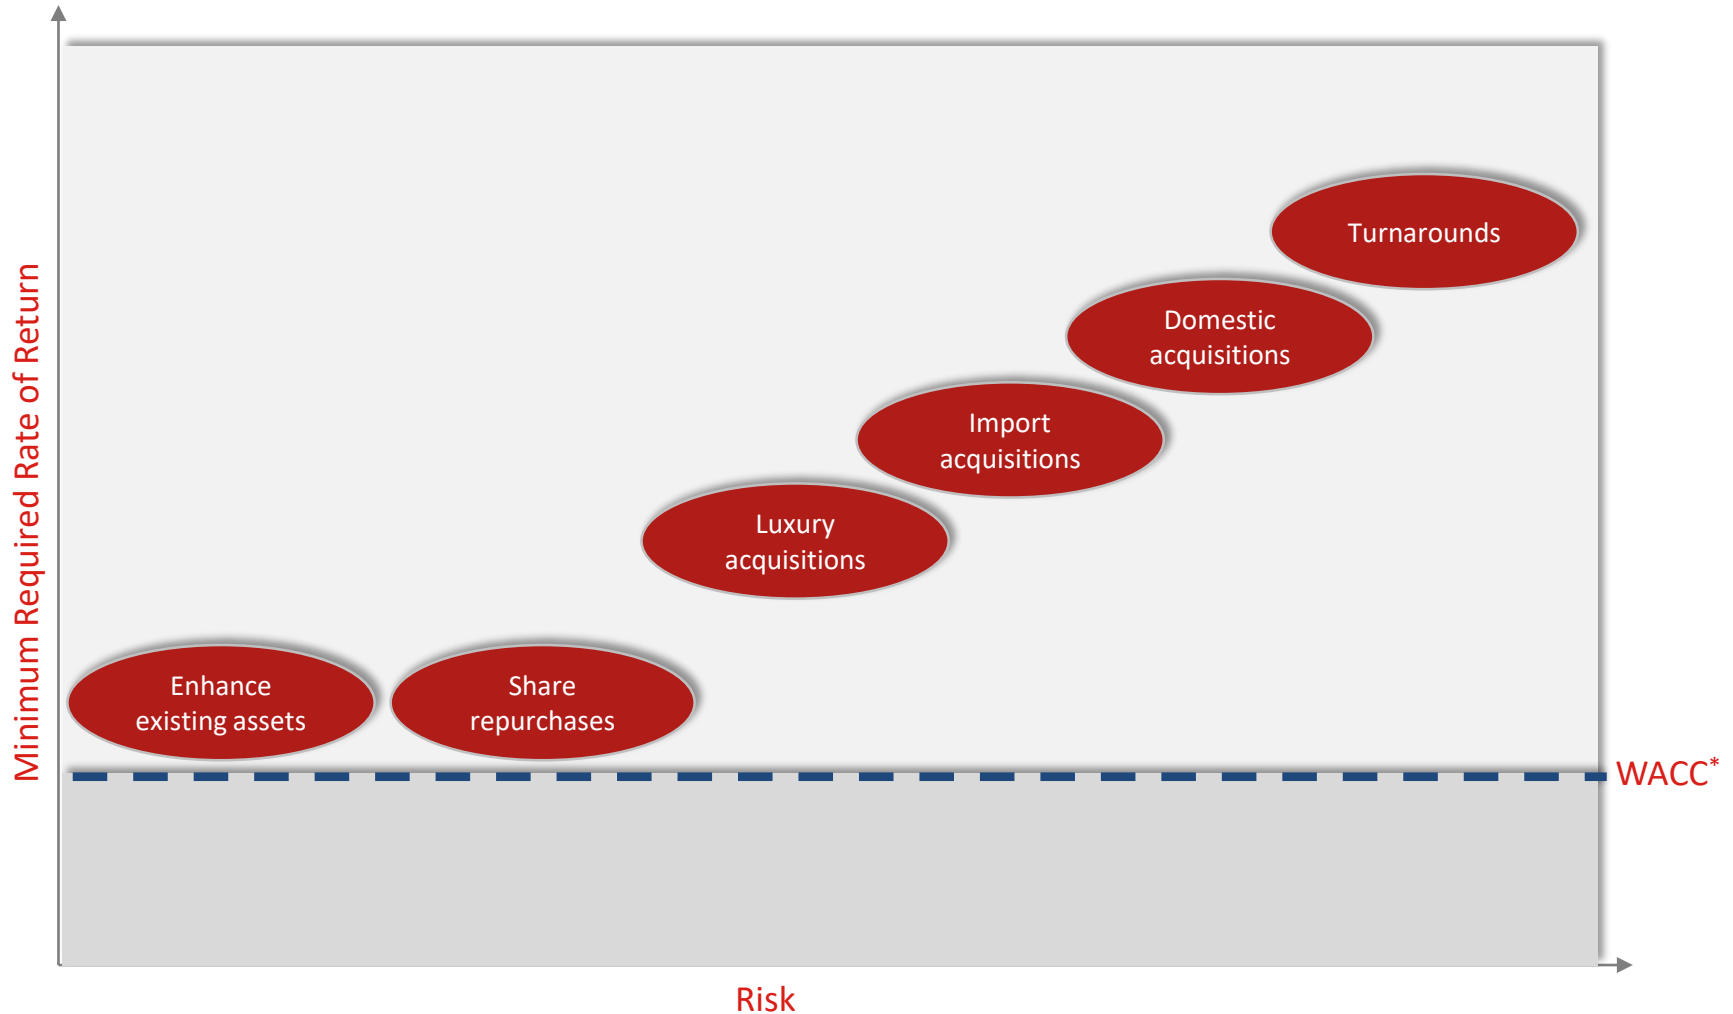 Minimum Required Rate of Return
Turnarounds
Domestic
acquisitions
Import
acquisitions
Luxury
acquisitions
Enhance
existing assets
Share
repurchases
WACC*
Risk